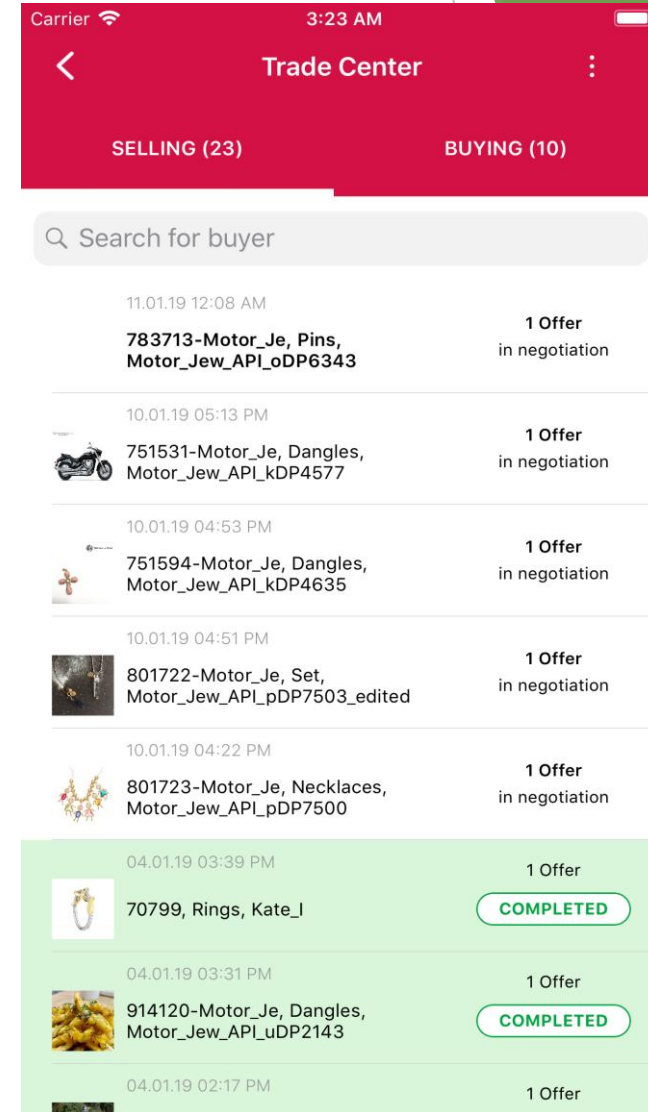 Carrier 3:23 AM
Trade Center
SELLING (23) BUYING (10)
Search for buyer
11.01.19 12:08 AM
783713-Motor_Je, Pins,
Motor_Jew_API_oDP6343
1 Offer
in negotiation
10.01.19 05:13 PM
751531-Motor_Je, Dangles,
Motor_Jew_API_kDP4577
1 Offer
in negotiation
10.01.19 04:53 PM
751594-Motor_Je, Dangles,
Motor_Jew_API_kDP4635
1 Offer
in negotiation
10.01.19 04:51 PM
801722-Motor_Je, Set,
Motor_Jew_API_pDP7503_edited
1 Offer
in negotiation
10.01.19 04:22 PM
801723-Motor_Je, Necklaces,
Motor_Jew_API_pDP7500
1 Offer
in negotiation
04.01.19 03:39 PM
70799, Rings, Kate_I
1 Offer
COMPLETED
04.01.19 03:31 PM
914120-Motor_Je, Dangles,
Motor_Jew_API_uDP2143
1 Offer
COMPLETED
04.01.19 02:17 PM
1 Offer